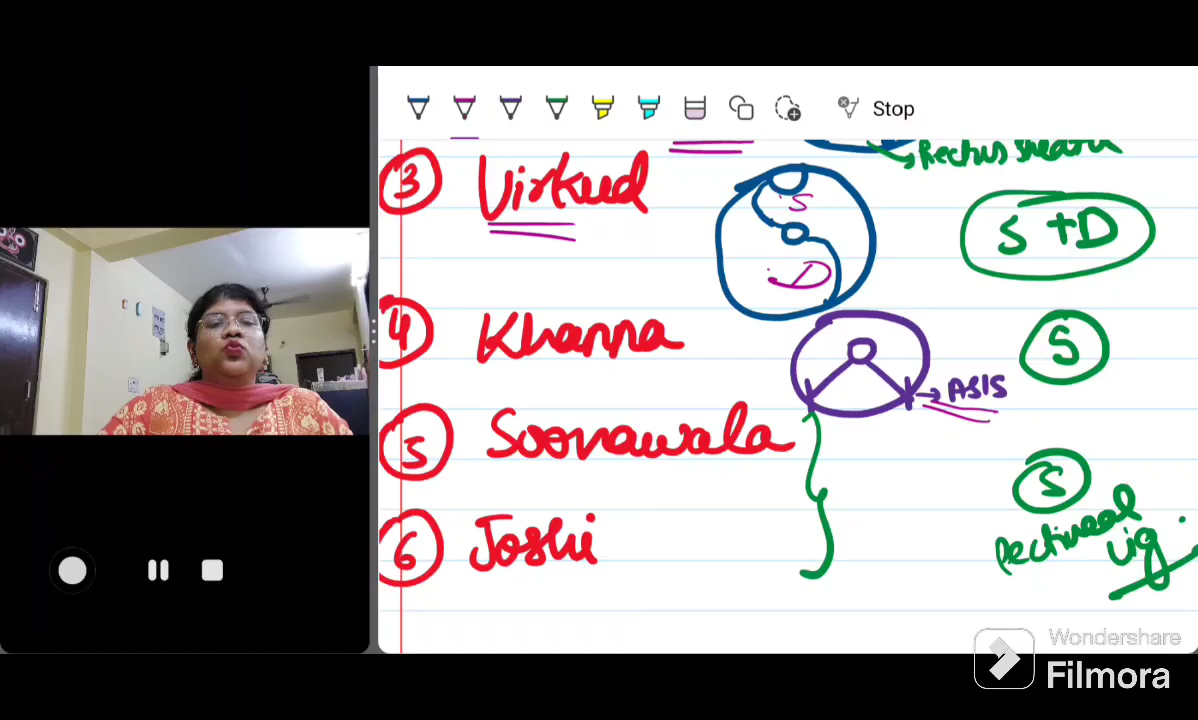 Stop
Rectus sheath
③ Virkud
S
D
S + D
④ Khanna
ASIS
S
⑤ Soonawala
S
Pectineal
Lig
⑥ Joshi
Wondershare
Filmora